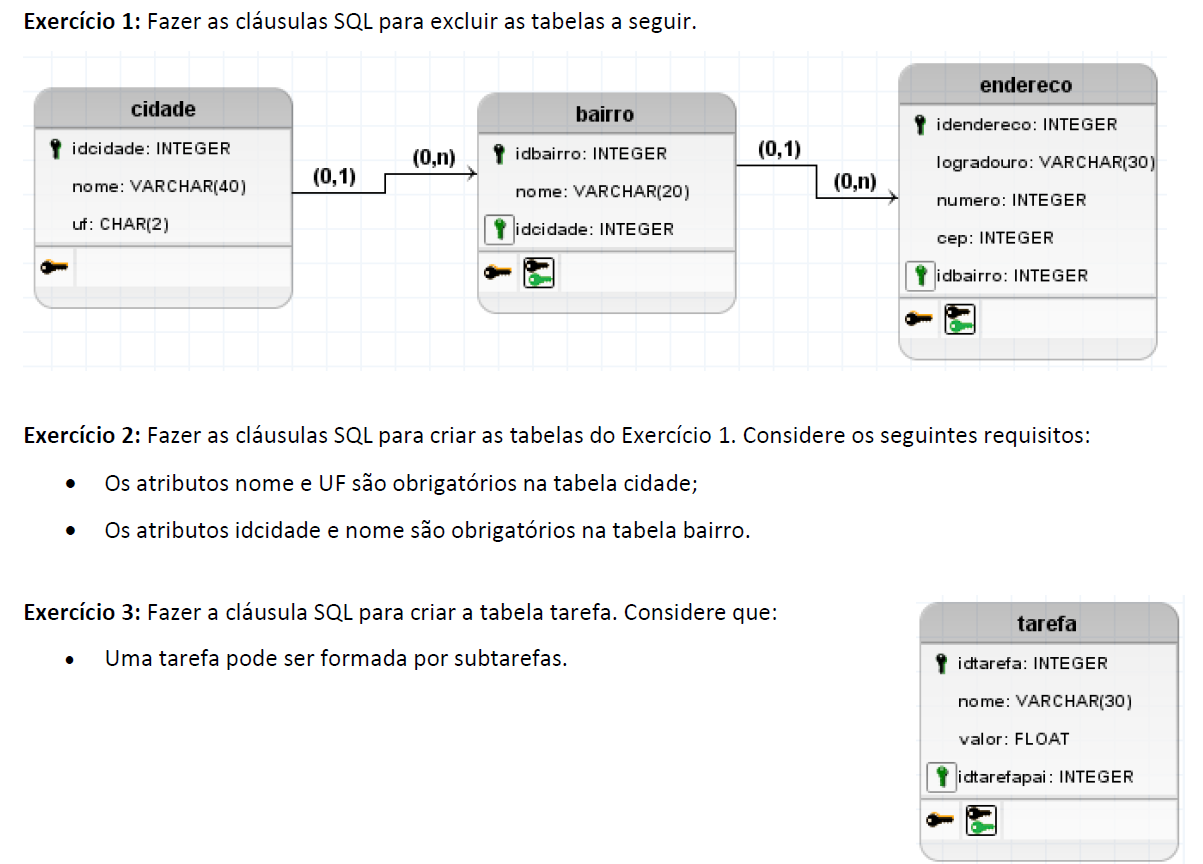 Exercício 1: Fazer as cláusulas SQL para excluir as tabelas a seguir.
cidade
idcidade: INTEGER
nome: VARCHAR(40)
uf: CHAR(2)
(0,1)
(0,n)
bairro
idbairro: INTEGER
nome: VARCHAR(20)
idcidade: INTEGER
(0,1)
(0,n)
endereco
idendereco: INTEGER
logradouro: VARCHAR(30)
numero: INTEGER
cep: INTEGER
idbairro: INTEGER
Exercício 2: Fazer as cláusulas SQL para criar as tabelas do Exercício 1. Considere os seguintes requisitos:
• Os atributos nome e UF são obrigatórios na tabela cidade;
• Os atributos idcidade e nome são obrigatórios na tabela bairro.
Exercício 3: Fazer a cláusula SQL para criar a tabela tarefa. Considere que:
• Uma tarefa pode ser formada por subtarefas.
tarefa
idtarefa: INTEGER
nome: VARCHAR(30)
valor: FLOAT
idtarefapai: INTEGER